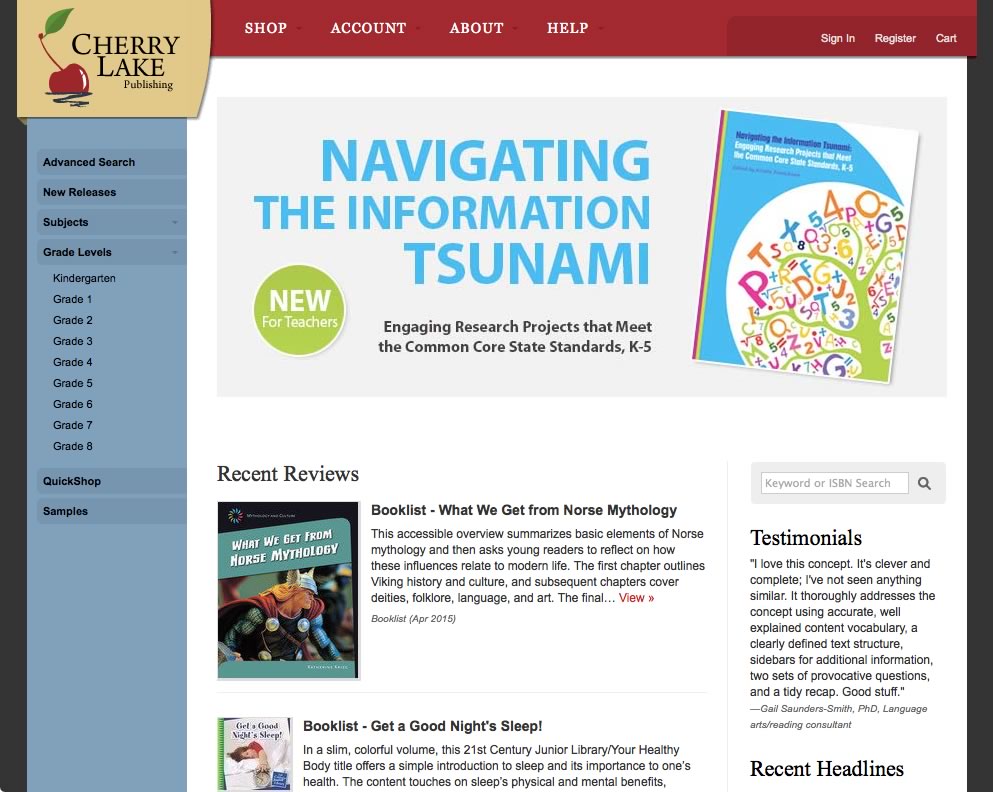 CHERRY
LAKE
Publishing
SHOP
ACCOUNT
ABOUT
HELP
Sign In
Register
Cart
Advanced Search
New Releases
Subjects
Grade Levels
Kindergarten
Grade 1
Grade 2
Grade 3
Grade 4
Grade 5
Grade 6
Grade 7
Grade 8
QuickShop
Samples
NAVIGATING
THE INFORMATION
TSUNAMI
NEW
For Teachers
Engaging Research Projects that Meet
the Common Core State Standards, K-5
Navigating the Information Tsunami:
Engaging Research Projects that Meet
the Common Core State Standards, K-5
Recent Reviews
MYTHOLOGY AND CULTURE
WHAT WE GET FROM
NORSE MYTHOLOGY
Booklist - What We Get from Norse Mythology
This accessible overview summarizes basic elements of Norse
mythology and then asks young readers to reflect on how
these influences relate to modern life. The first chapter outlines
Viking history and culture, and subsequent chapters cover
deities, folklore, language, and art. The final… View »
Booklist (Apr 2015)
Get a Good
Night's Sleep!
Booklist - Get a Good Night's Sleep!
In a slim, colorful volume, this 21st Century Junior Library/Your Healthy
Body title offers a simple introduction to sleep and its importance to one's
health. The content touches on sleep's physical and mental benefits,
Keyword or ISBN Search
Testimonials
"I love this concept. It's clever and
complete; I've not seen anything
similar. It thoroughly addresses the
concept using accurate, well
explained content vocabulary, a
clearly defined text structure,
sidebars for additional information,
two sets of provocative questions,
and a tidy recap. Good stuff."
—Gail Saunders-Smith, PhD, Language
arts/reading consultant
Recent Headlines